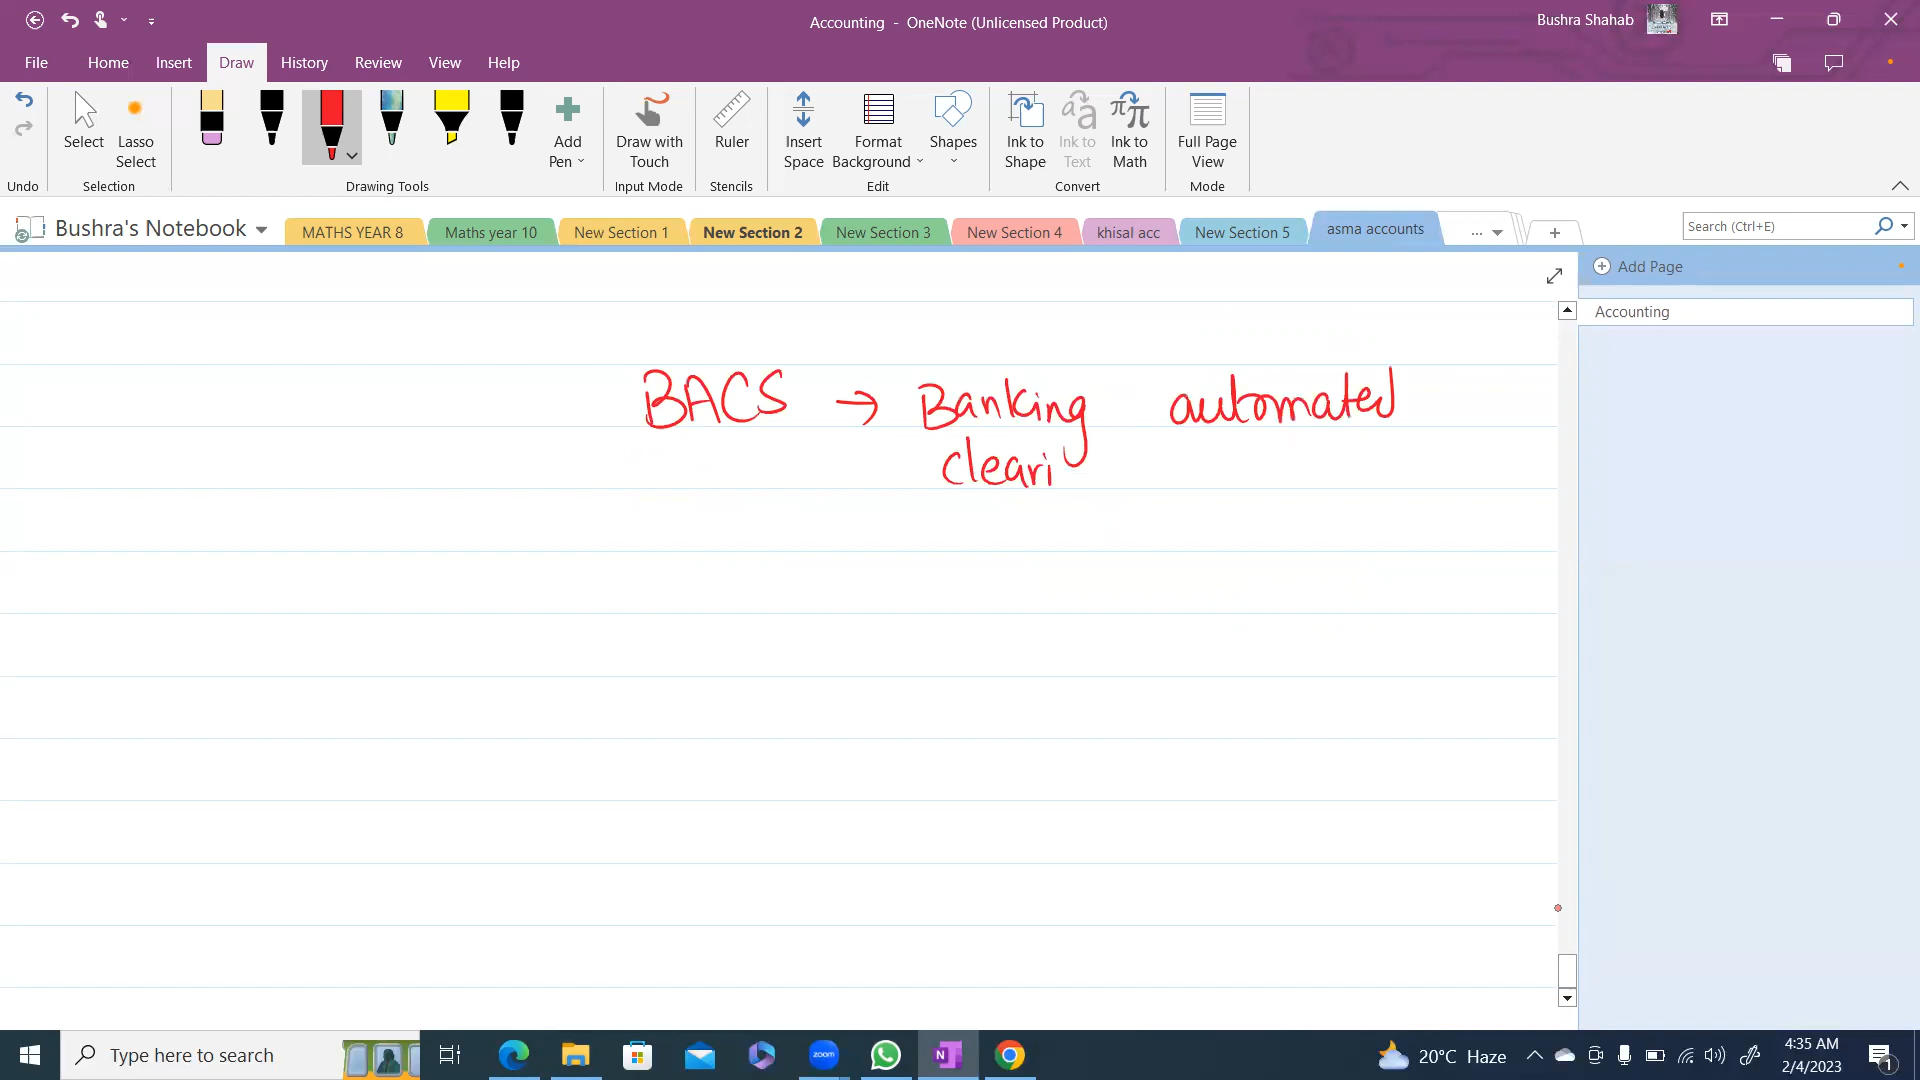 Accounting - OneNote (Unlicensed Product)
Bushra Shahab
File Home Insert Draw History Review View Help
Select
Lasso Select
Add Pen
Draw with Touch
Ruler
Insert Space
Format Background
Shapes
Ink to Shape
Ink to Text
Ink to Math
Full Page View
Undo Selection Drawing Tools Input Mode Stencils Edit Convert Mode
Bushra's Notebook MATHS YEAR 8 Maths year 10 New Section 1 New Section 2 New Section 3 New Section 4 khisal acc New Section 5 asma accounts ... Search (Ctrl+E)
Add Page
Accounting
BACS → Banking automated
cleari
Type here to search
zoom
N
20°C Haze
4:35 AM
2/4/2023
1